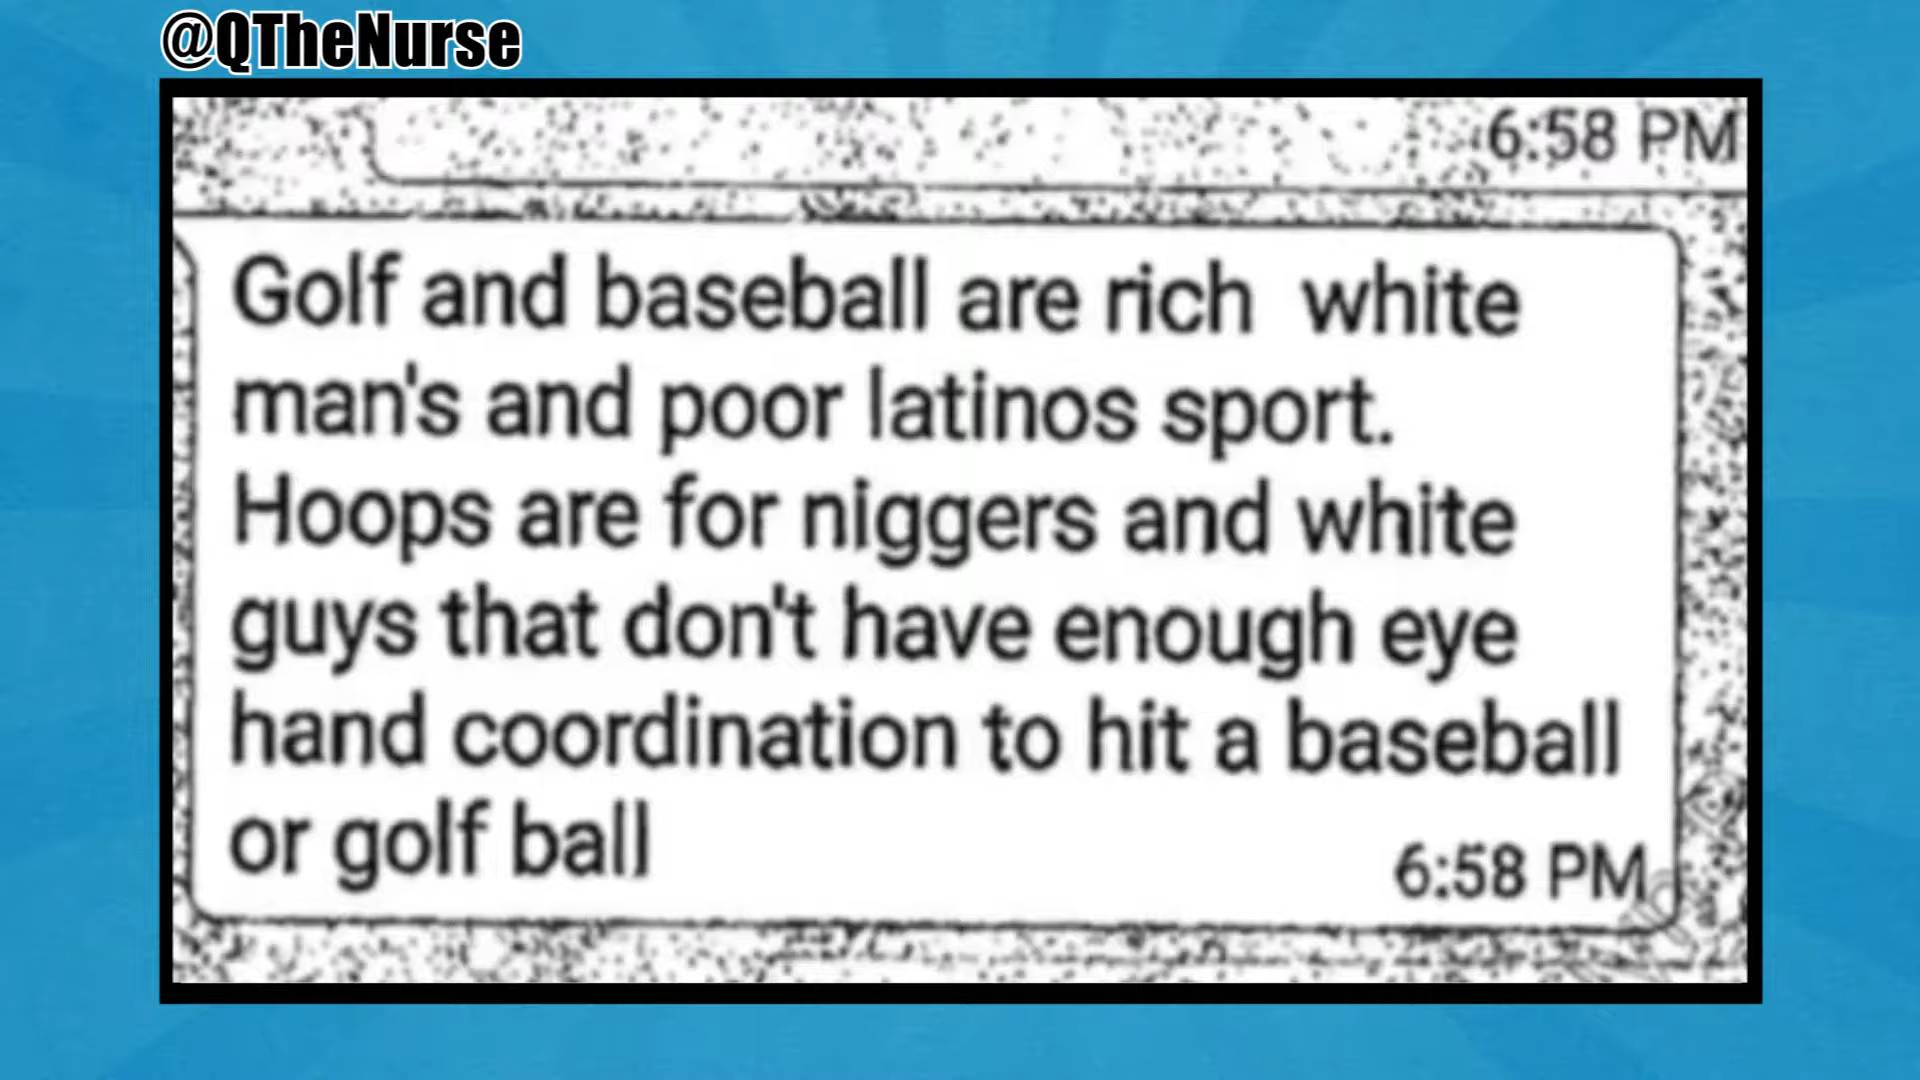 @QTheNurse
6:58 PM
Golf and baseball are rich white
man's and poor latinos sport.
Hoops are for niggers and white
guys that don't have enough eye
hand coordination to hit a baseball
or golf ball
6:58 PM